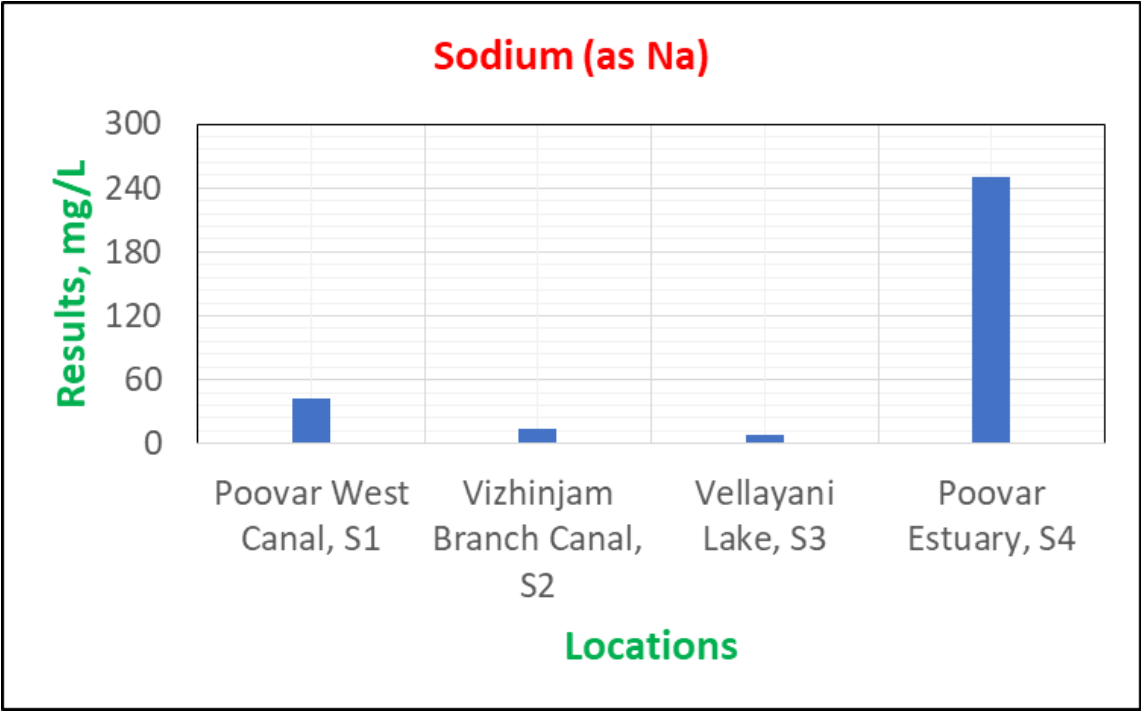 Sodium (as Na)
Results, mg/L
300
240
180
120
60
0
Poovar West
Canal, S1
Vizhinjam
Branch Canal,
S2
Vellayani
Lake, S3
Poovar
Estuary, S4
Locations